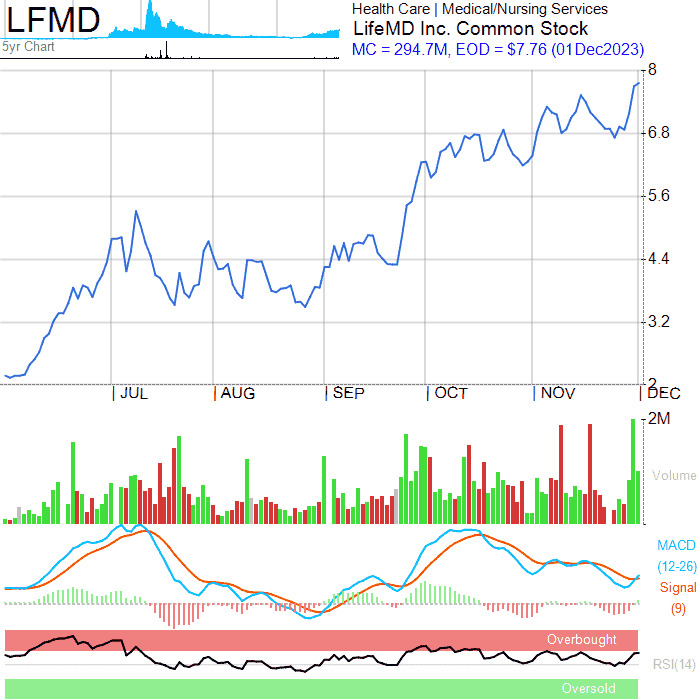 LFMD
5yr Chart
Health Care | Medical/Nursing Services
LifeMD Inc. Common Stock
MC = 294.7M, EOD = $7.76 (01Dec2023)
8
6.8
5.6
4.4
3.2
2
JUL AUG SEP OCT NOV DEC
2M
Volume
MACD
(12-26)
Signal
(9)
Overbought
RSI(14)
Oversold